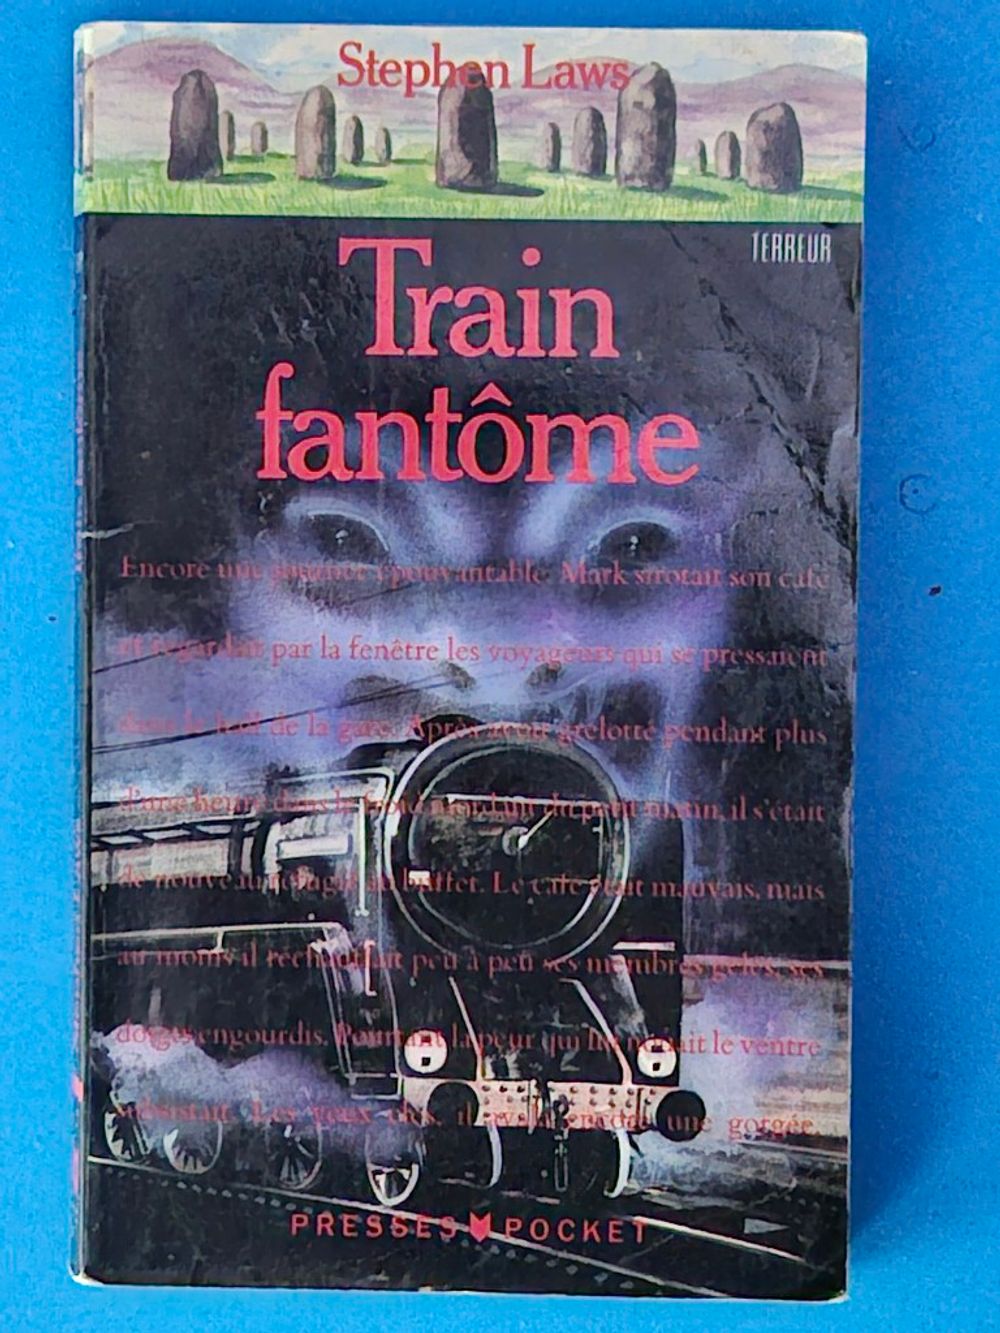 Stephen Laws
TERREUR
Train
fantôme
Encore une journée épouvantable. Mark sirotait son café
et regardait par la fenêtre les voyageurs qui se pressaient
dans le hall de la gare. Après avoir grelotté pendant plus
d'une heure dans le froid mordant du petit matin, il s'était
de nouveau réfugié au buffet. Le café était mauvais, mais
au moins il réchauffait peu à peu ses membres gelés, ses
doigts engourdis. Pourtant la peur qui lui nouait le ventre
subsistait. Les yeux clos, il avala encore une gorgée.
PRESSES POCKET